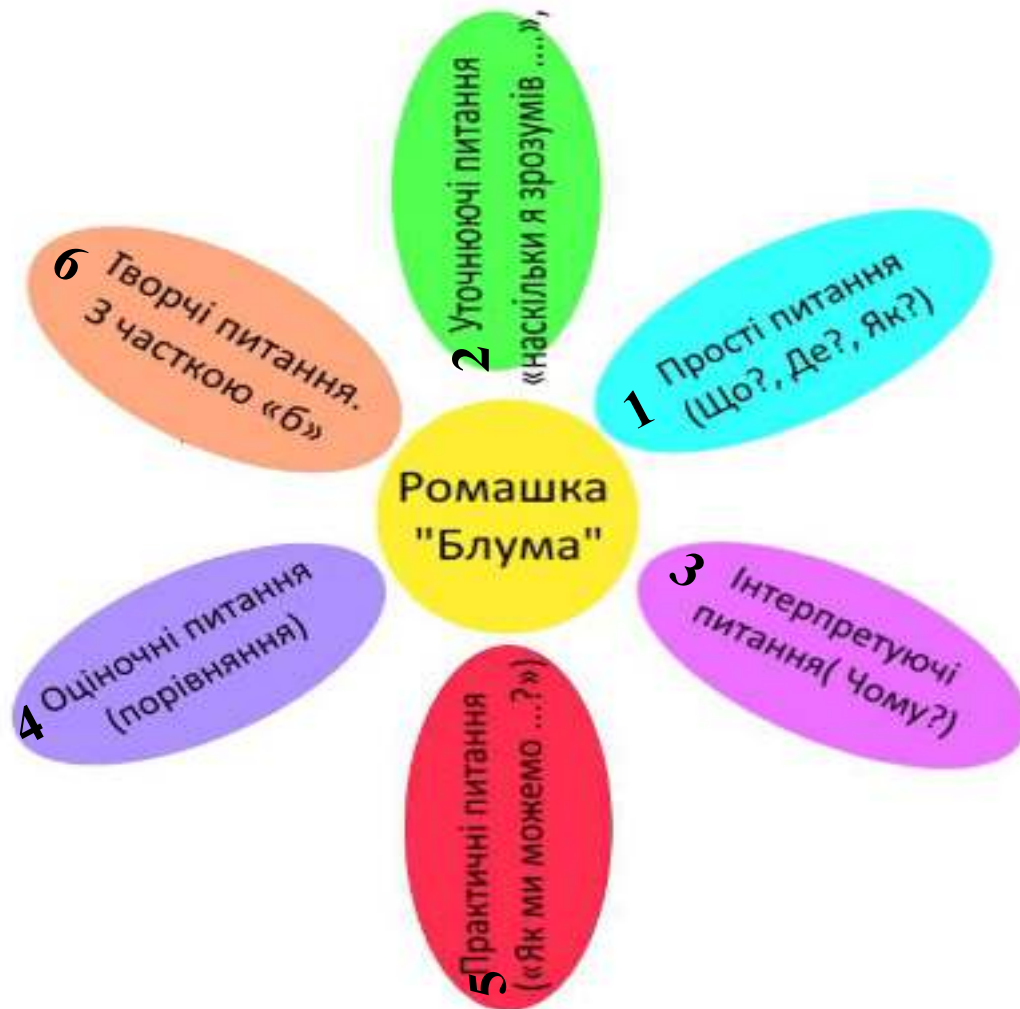 Ромашка
"Блума"
1 Прості питання
(Що?, Де?, Як?)
2 Уточнюючі питання
«наскільки я зрозумів ....»,
3 Інтерпретуючі
питання( Чому?)
4 Оціночні питання
(порівняння)
5 Практичні питання
(«Як ми можемо ...?»)
6 Творчі питання.
З часткою «б»